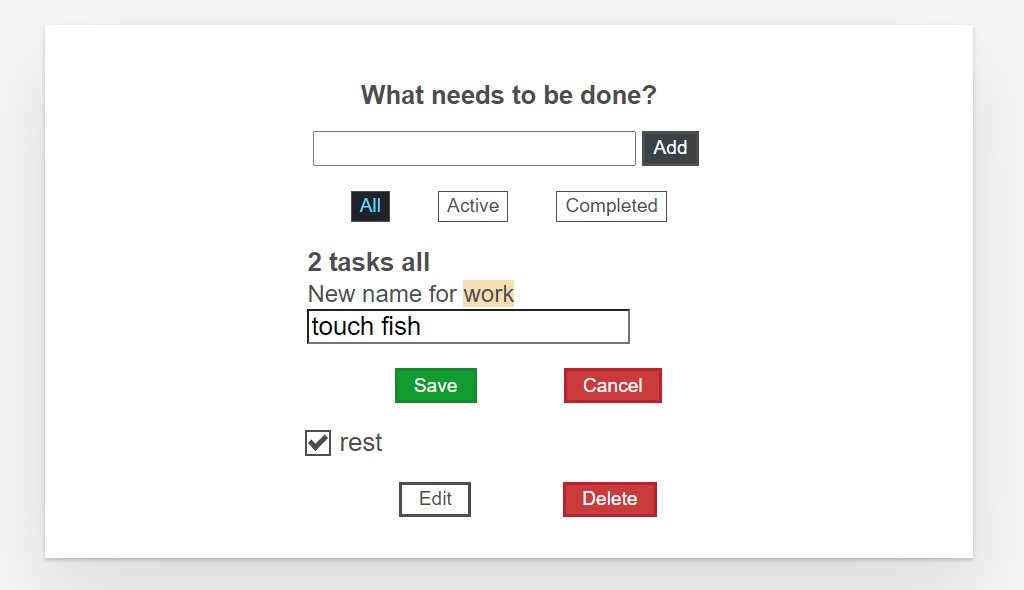 What needs to be done?
Add
All Active Completed
2 tasks all
New name for work
touch fish
Save Cancel
rest
Edit Delete